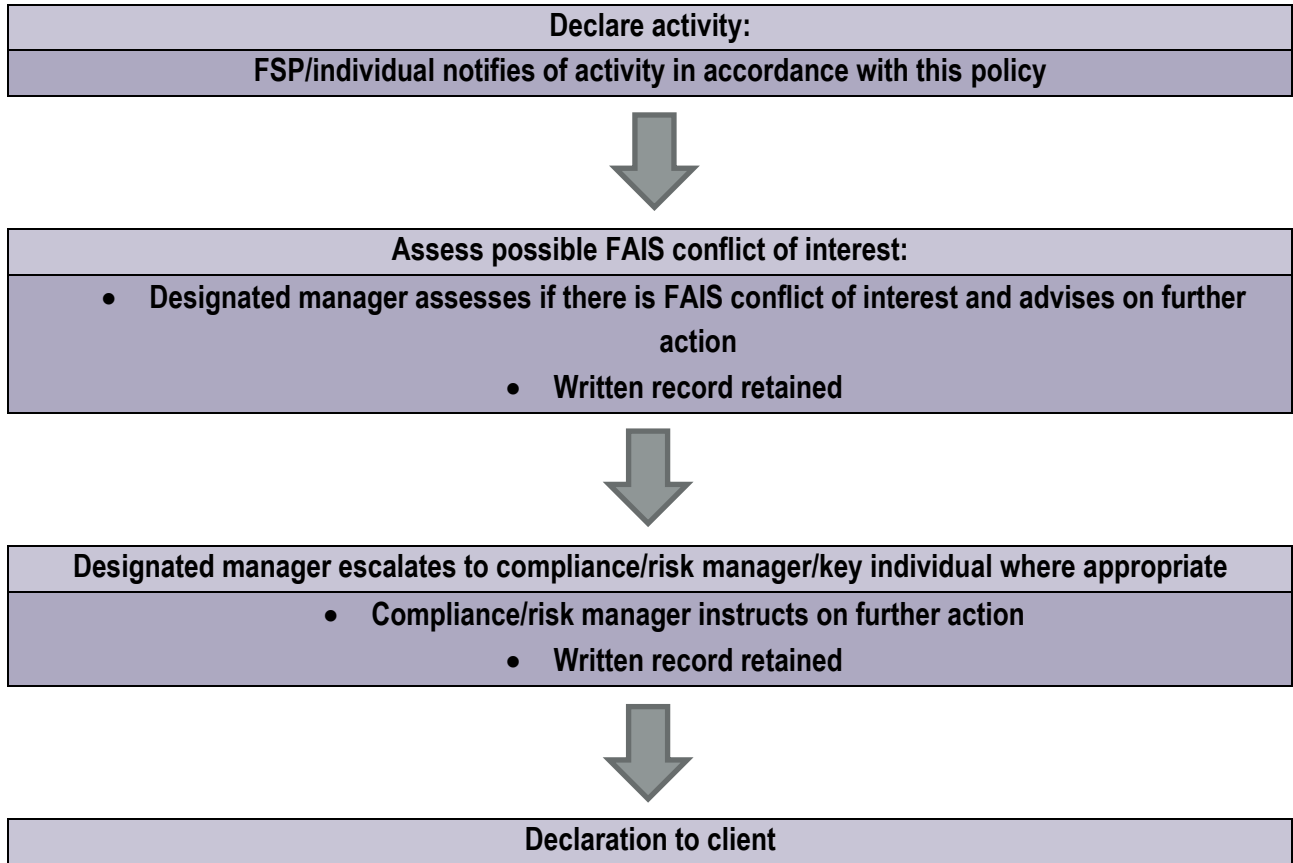 Declare activity:
FSP/individual notifies of activity in accordance with this policy
Assess possible FAIS conflict of interest:
• Designated manager assesses if there is FAIS conflict of interest and advises on further
action
• Written record retained
Designated manager escalates to compliance/risk manager/key individual where appropriate
• Compliance/risk manager instructs on further action
• Written record retained
Declaration to client